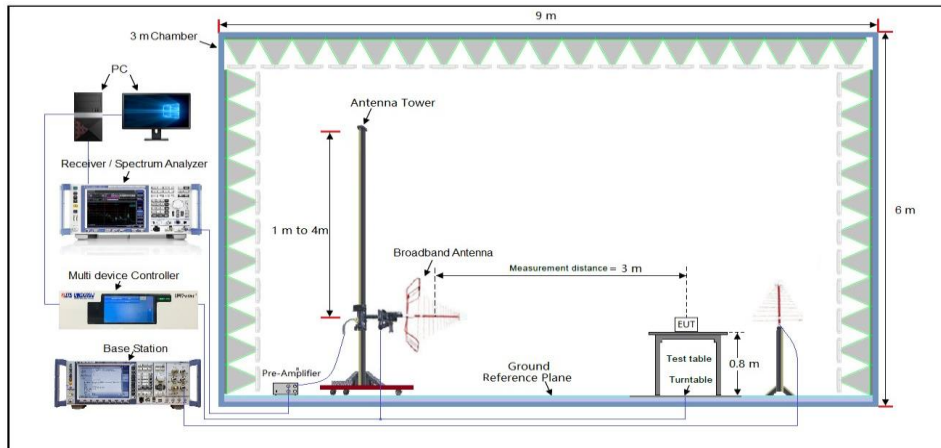 9 m
3 m Chamber
PC
Antenna Tower
Receiver / Spectrum Analyzer
6 m
1 m to 4m
Broadband Antenna
Measurement distance = 3 m
Multi device Controller
EUT
Base Station
Test table
0.8 m
Pre-Amplifier
Ground
Reference Plane
Turntable